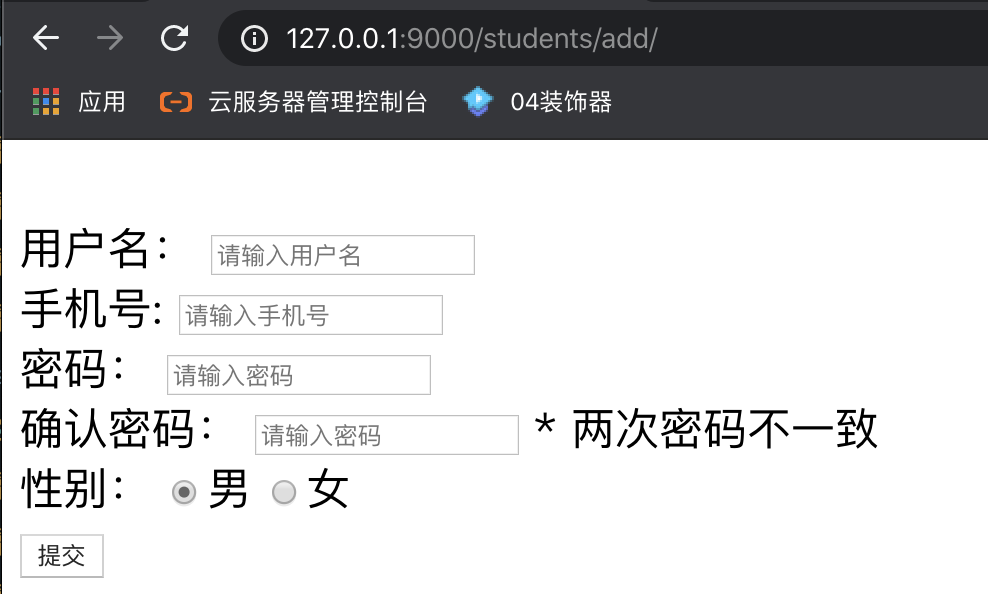 127.0.0.1:9000/students/add/
应用 云服务器管理控制台 04装饰器
用户名： 请输入用户名
手机号: 请输入手机号
密码： 请输入密码
确认密码： 请输入密码 * 两次密码不一致
性别： 男 女
提交